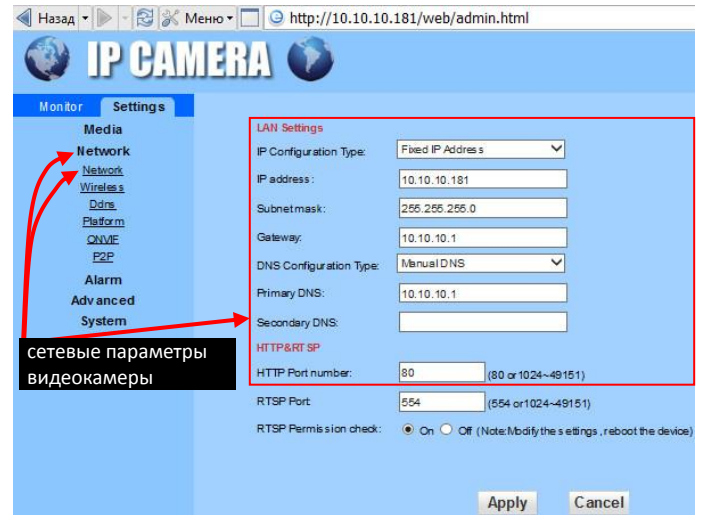 Назад Меню http://10.10.10.181/web/admin.html
IP CAMERA
Monitor Settings
Media
Network
Network
Wireless
Ddns
Platform
ONVIF
P2P
Alarm
Advanced
System
сетевые параметры
видеокамеры
LAN Settings
IP Configuration Type: Fixed IP Address
IP address: 10.10.10.181
Subnetmask: 255.255.255.0
Gateway: 10.10.10.1
DNS Configuration Type: Manual DNS
Primary DNS: 10.10.10.1
Secondary DNS:
HTTP&RTSP
HTTP Port number: 80 (80 or 1024~49151)
RTSP Port: 554 (554 or 1024~49151)
RTSP Permission check: On Off (Note:Modify the settings, reboot the device)
Apply Cancel